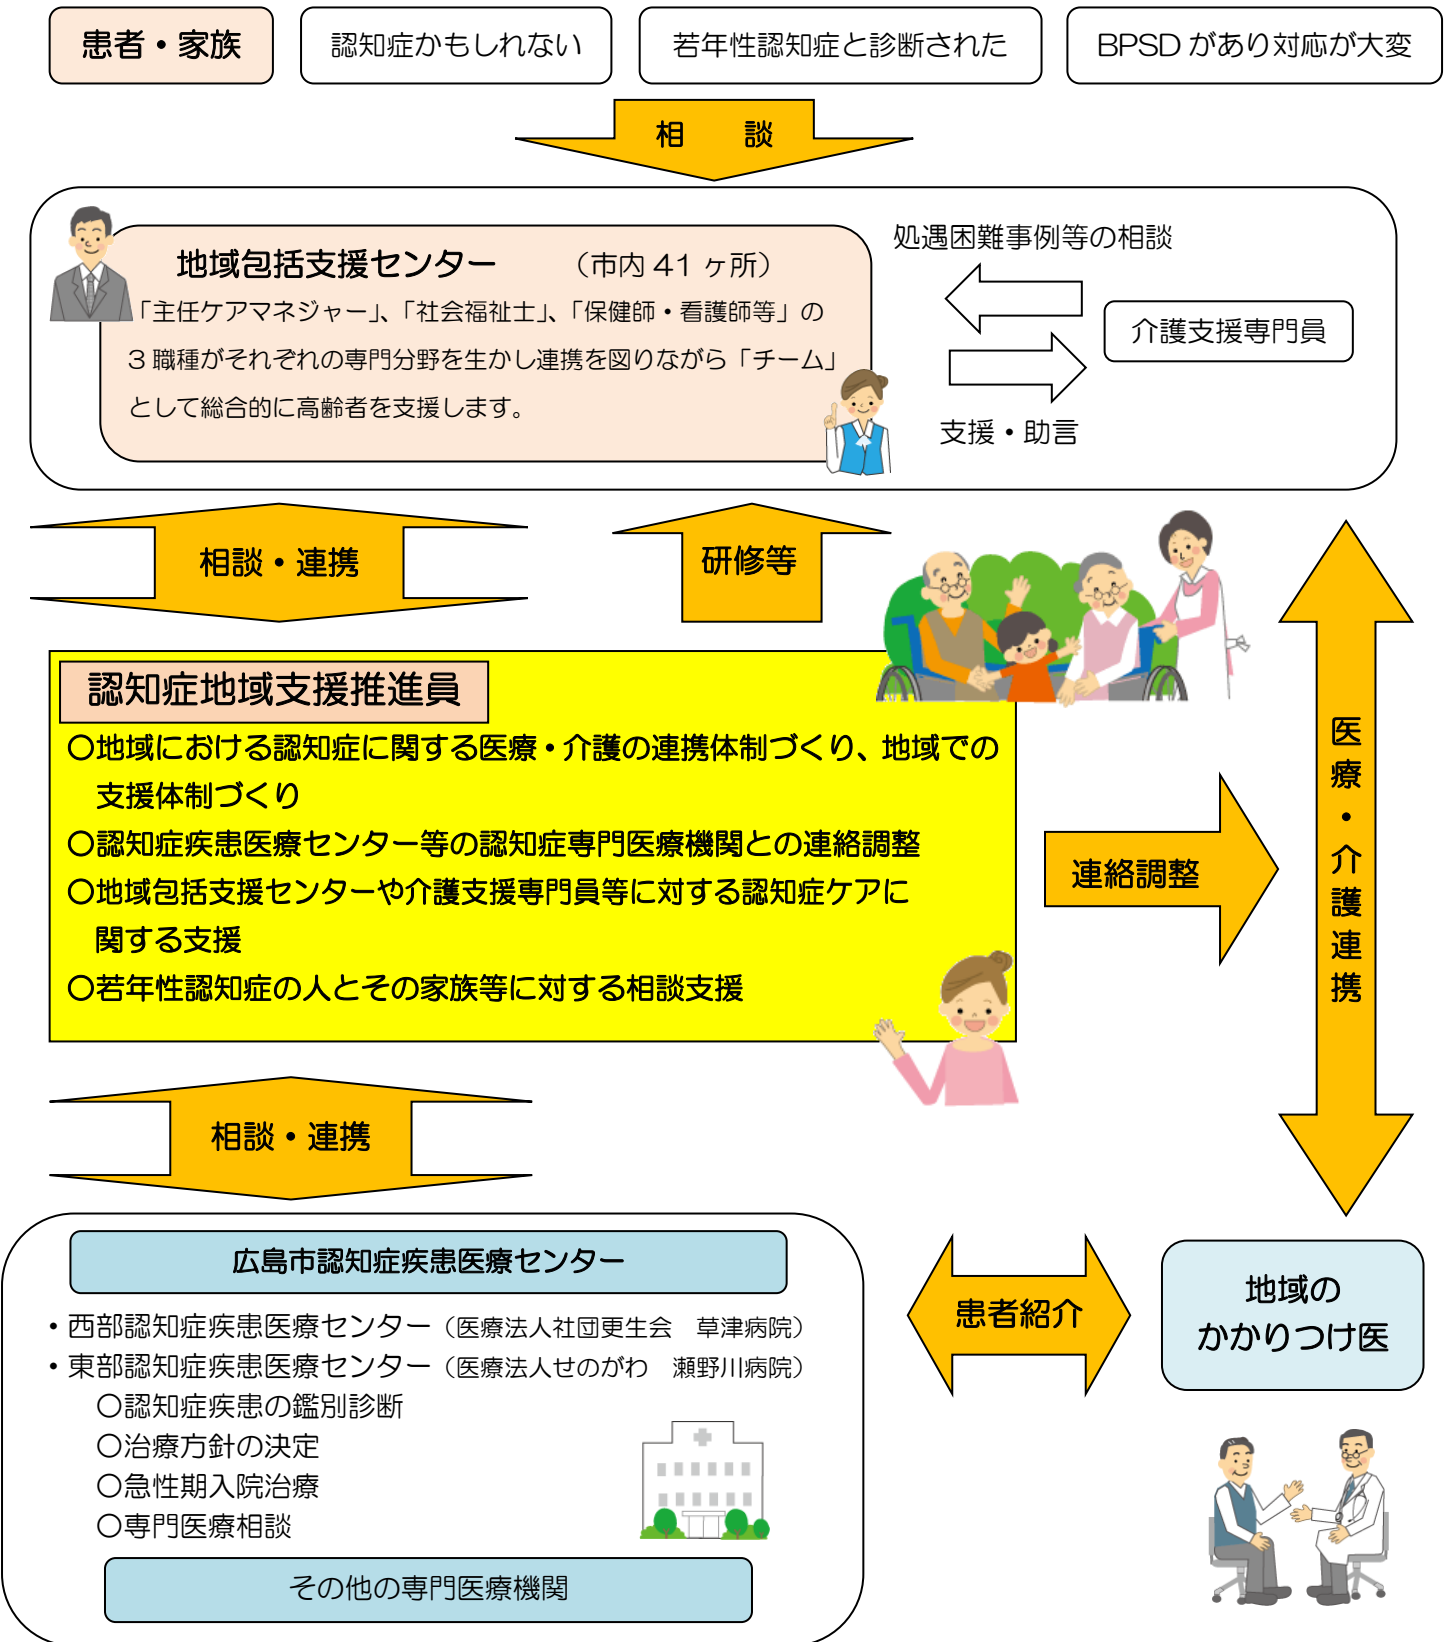 患者・家族
認知症かもしれない
若年性認知症と診断された
BPSDがあり対応が大変
相　談
地域包括支援センター　（市内41ヶ所）
「主任ケアマネジャー」、「社会福祉士」、「保健師・看護師等」の
3職種がそれぞれの専門分野を生かし連携を図りながら「チーム」
として総合的に高齢者を支援します。
処遇困難事例等の相談
介護支援専門員
支援・助言
相談・連携
研修等
認知症地域支援推進員
〇地域における認知症に関する医療・介護の連携体制づくり、地域での
支援体制づくり
〇認知症疾患医療センター等の認知症専門医療機関との連絡調整
〇地域包括支援センターや介護支援専門員等に対する認知症ケアに
関する支援
〇若年性認知症の人とその家族等に対する相談支援
連絡調整
医療・介護連携
相談・連携
広島市認知症疾患医療センター
・西部認知症疾患医療センター（医療法人社団更生会　草津病院）
・東部認知症疾患医療センター（医療法人せのがわ　瀬野川病院）
〇認知症疾患の鑑別診断
〇治療方針の決定
〇急性期入院治療
〇専門医療相談
その他の専門医療機関
患者紹介
地域の
かかりつけ医